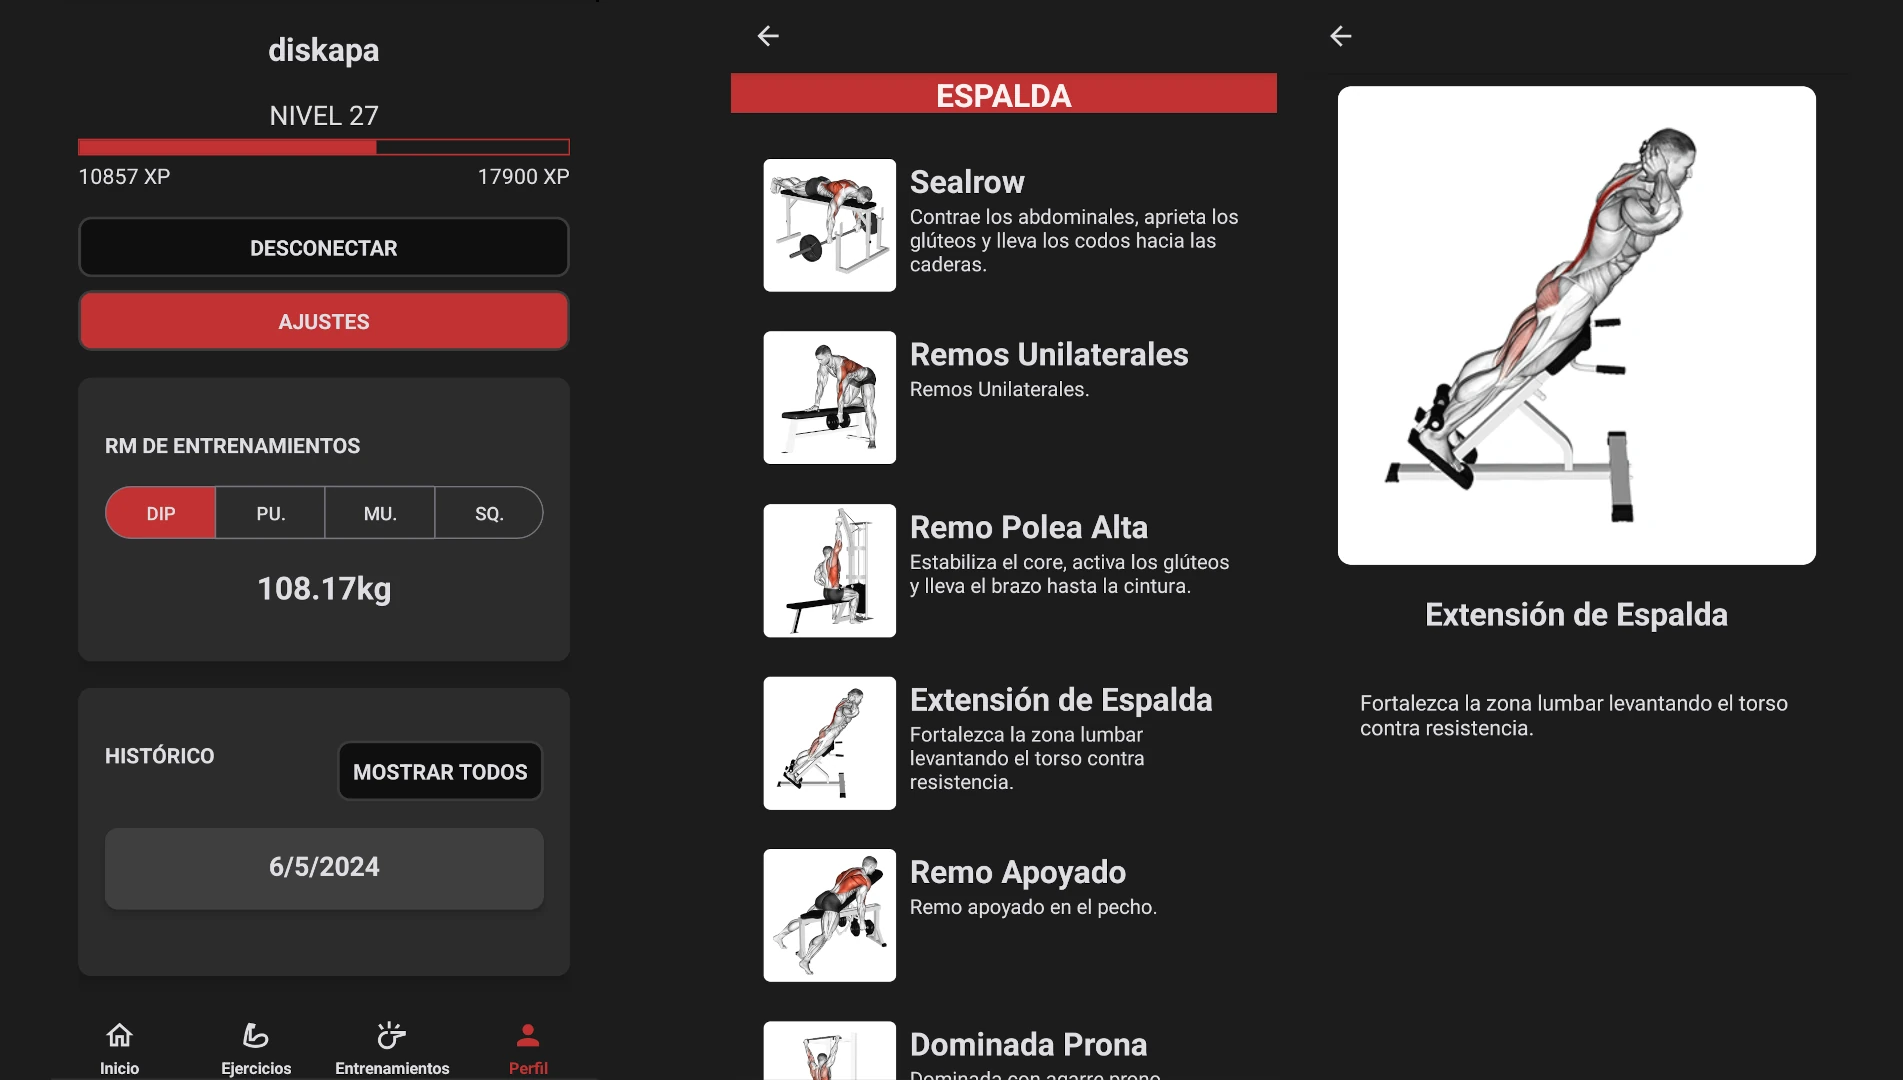 diskapa
NIVEL 27
10857 XP
17900 XP
DESCONECTAR
AJUSTES
RM DE ENTRENAMIENTOS
DIP
PU.
MU.
SQ.
108.17kg
HISTÓRICO
MOSTRAR TODOS
6/5/2024
Inicio
Ejercicios
Entrenamientos
Perfil
ESPALDA
Sealrow
Contrae los abdominales, aprieta los
glúteos y lleva los codos hacia las
caderas.
Remos Unilaterales
Remos Unilaterales.
Remo Polea Alta
Estabiliza el core, activa los glúteos
y lleva el brazo hasta la cintura.
Extensión de Espalda
Fortalezca la zona lumbar
levantando el torso contra
resistencia.
Remo Apoyado
Remo apoyado en el pecho.
Dominada Prona
Dominada con agarre prono
Extensión de Espalda
Fortalezca la zona lumbar levantando el torso
contra resistencia.